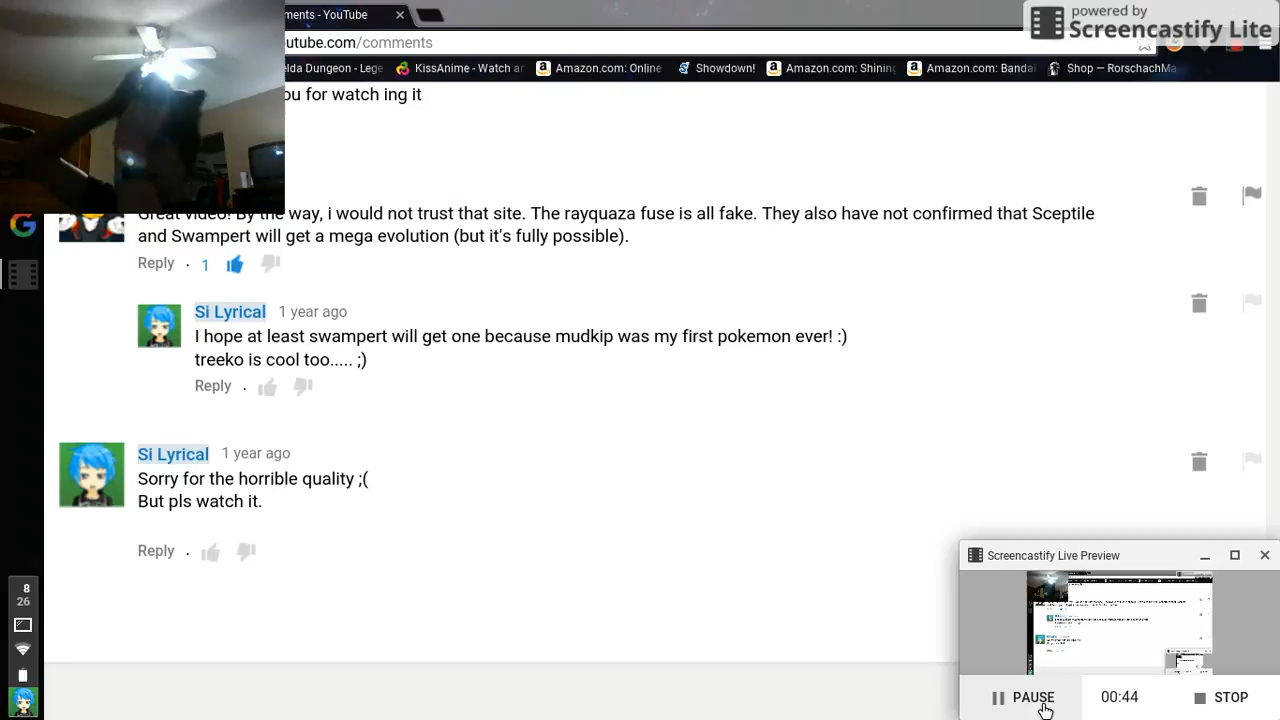 ments - YouTube
powered by
Screencastify Lite
utube.com/comments
elda Dungeon - Lege
KissAnime - Watch an
Amazon.com: Online
Showdown!
Amazon.com: Shining
Amazon.com: Bandai
Shop — RorschachMa
ou for watch ing it
Great video! By the way, i would not trust that site. The rayquaza fuse is all fake. They also have not confirmed that Sceptile
and Swampert will get a mega evolution (but it's fully possible).
Reply · 1
Si Lyrical 1 year ago
I hope at least swampert will get one because mudkip was my first pokemon ever! :)
treeko is cool too..... ;)
Reply ·
Si Lyrical 1 year ago
Sorry for the horrible quality ;(
But pls watch it.
Reply ·
Screencastify Live Preview
PAUSE 00:44 STOP
8
26